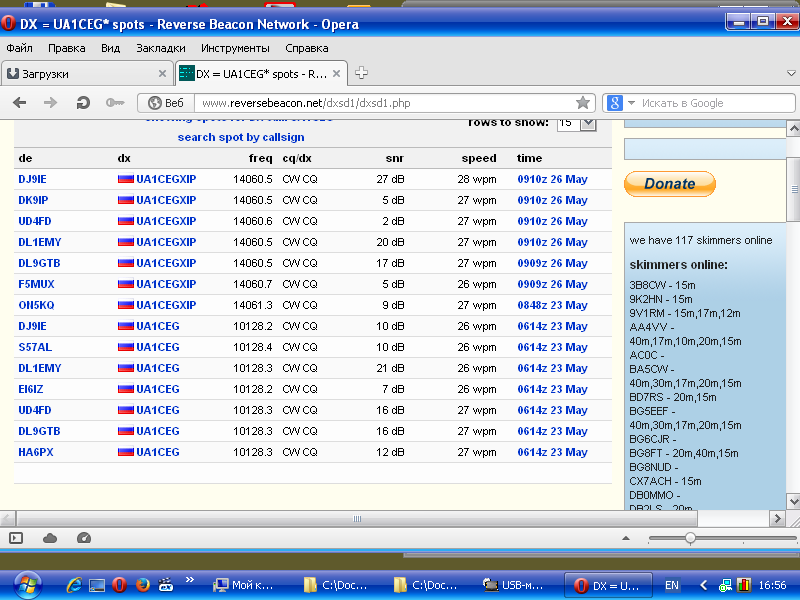 DX = UA1CEG* spots - Reverse Beacon Network - Opera
Файл Правка Вид Закладки Инструменты Справка
Загрузки
DX = UA1CEG* spots - R...
Веб www.reversebeacon.net/dxsd1/dxsd1.php
Искать в Google
rows to show: 15
search spot by callsign
de dx freq cq/dx snr speed time
DJ9IE UA1CEGXIP 14060.5 CW CQ 27 dB 28 wpm 0910z 26 May
DK9IP UA1CEGXIP 14060.5 CW CQ 5 dB 27 wpm 0910z 26 May
UD4FD UA1CEGXIP 14060.6 CW CQ 2 dB 27 wpm 0910z 26 May
DL1EMY UA1CEGXIP 14060.5 CW CQ 20 dB 27 wpm 0910z 26 May
DL9GTB UA1CEGXIP 14060.5 CW CQ 17 dB 27 wpm 0909z 26 May
F5MUX UA1CEGXIP 14060.7 CW CQ 5 dB 26 wpm 0909z 26 May
ON5KQ UA1CEGXIP 14061.3 CW CQ 9 dB 27 wpm 0848z 23 May
DJ9IE UA1CEG 10128.2 CW CQ 10 dB 26 wpm 0614z 23 May
S57AL UA1CEG 10128.4 CW CQ 10 dB 26 wpm 0614z 23 May
DL1EMY UA1CEG 10128.3 CW CQ 21 dB 26 wpm 0614z 23 May
EI6IZ UA1CEG 10128.2 CW CQ 7 dB 26 wpm 0614z 23 May
UD4FD UA1CEG 10128.3 CW CQ 16 dB 27 wpm 0614z 23 May
DL9GTB UA1CEG 10128.3 CW CQ 16 dB 27 wpm 0614z 23 May
HA6PX UA1CEG 10128.3 CW CQ 12 dB 27 wpm 0614z 23 May
Donate
we have 117 skimmers online
skimmers online:
3B8CW - 15m
9K2HN - 15m
9V1RM - 15m,17m,12m
AA4VV -
40m,17m,10m,20m,15m
AC0C -
BA5CW -
40m,30m,17m,20m,15m
BD7RS - 20m,15m
BG5EEF -
40m,30m,17m,20m,15m
BG6CJR -
BG8FT - 20m,40m,15m
BG8NUD -
CX7ACH - 15m
DB0MMO -
DB2LS - 20m
Мой к... C:\Doc... C:\Doc... USB-м... DX = U... EN 16:56